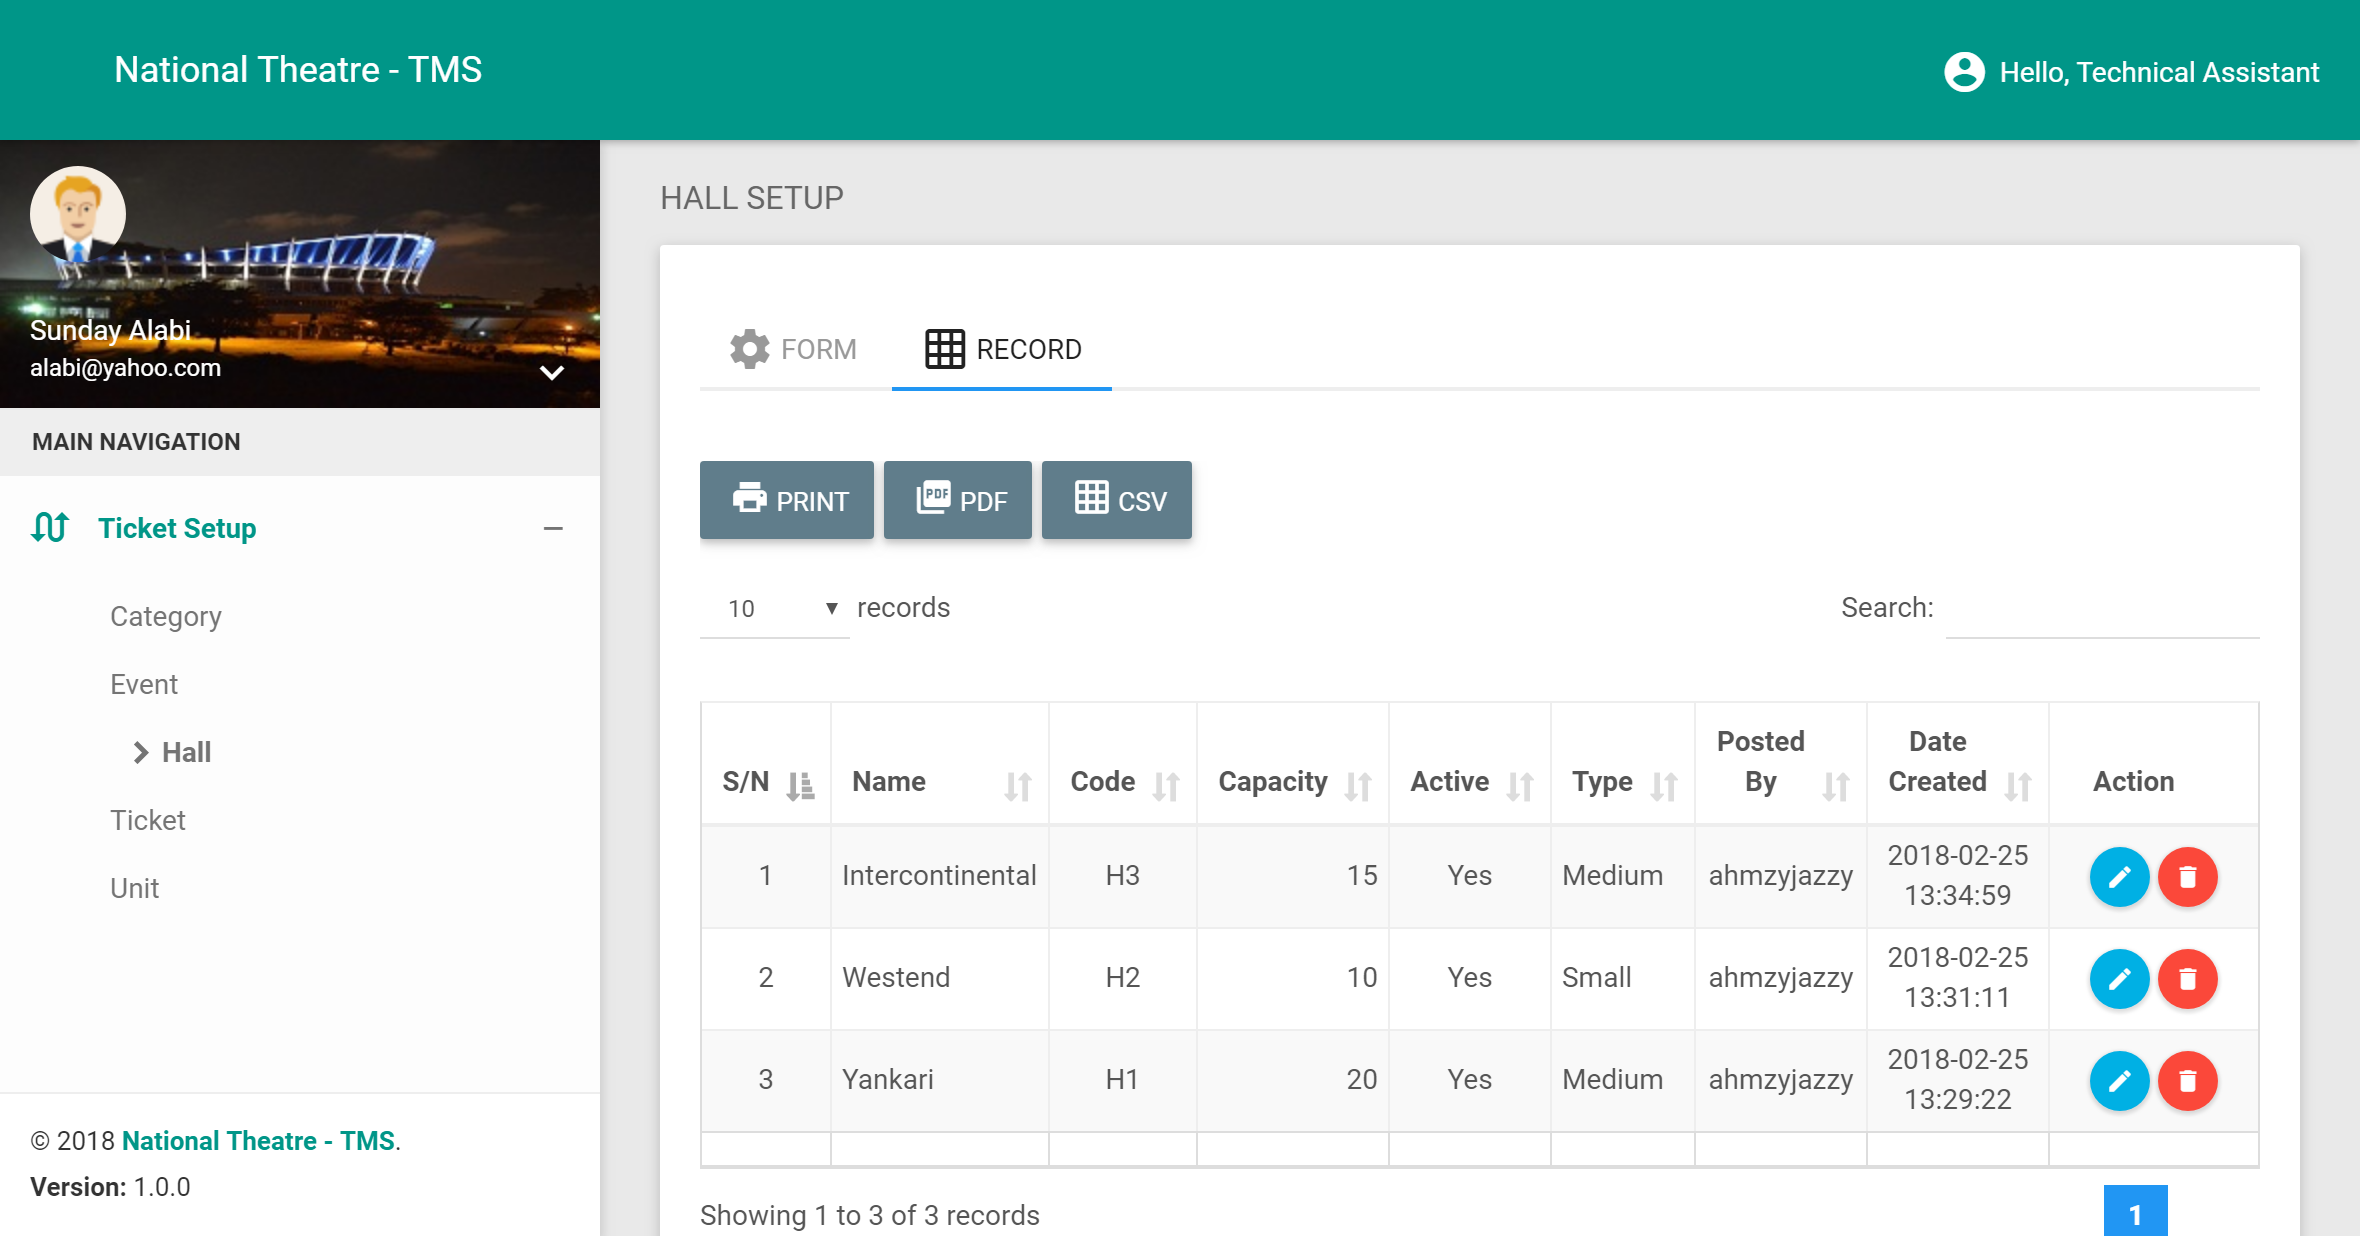 National Theatre - TMS
Hello, Technical Assistant
Sunday Alabi
alabi@yahoo.com
MAIN NAVIGATION
Ticket Setup
Category
Event
Hall
Ticket
Unit
© 2018 National Theatre - TMS.
Version: 1.0.0
HALL SETUP
FORM RECORD
PRINT PDF PDF CSV
10 records Search:
S/N Name Code Capacity Active Type Posted By Date Created Action
1 Intercontinental H3 15 Yes Medium ahmzyjazzy 2018-02-25 13:34:59
2 Westend H2 10 Yes Small ahmzyjazzy 2018-02-25 13:31:11
3 Yankari H1 20 Yes Medium ahmzyjazzy 2018-02-25 13:29:22
Showing 1 to 3 of 3 records
1